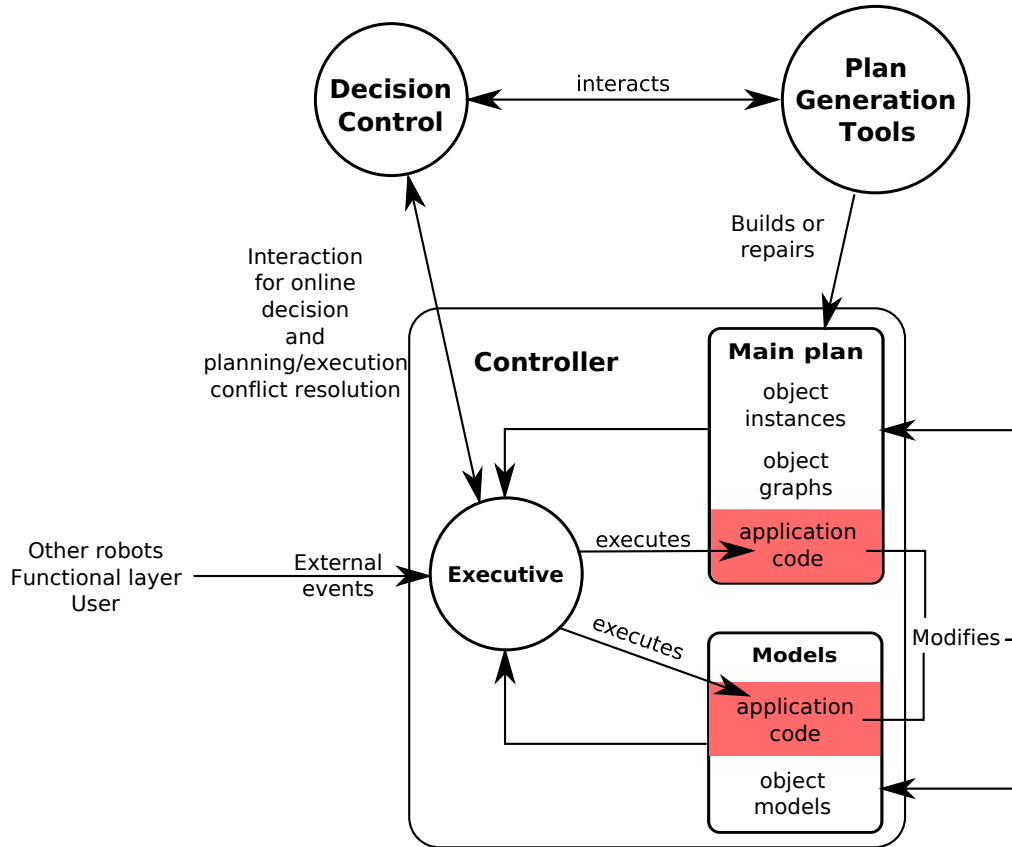 Decision
Control
interacts
Plan
Generation
Tools
Builds or
repairs
Interaction
for online
decision
and
planning/execution
conflict resolution
Controller
Main plan
object
instances
object
graphs
application
code
executes
Other robots
Functional layer
User
External
events
Executive
executes
Modifies
Models
application
code
object
models